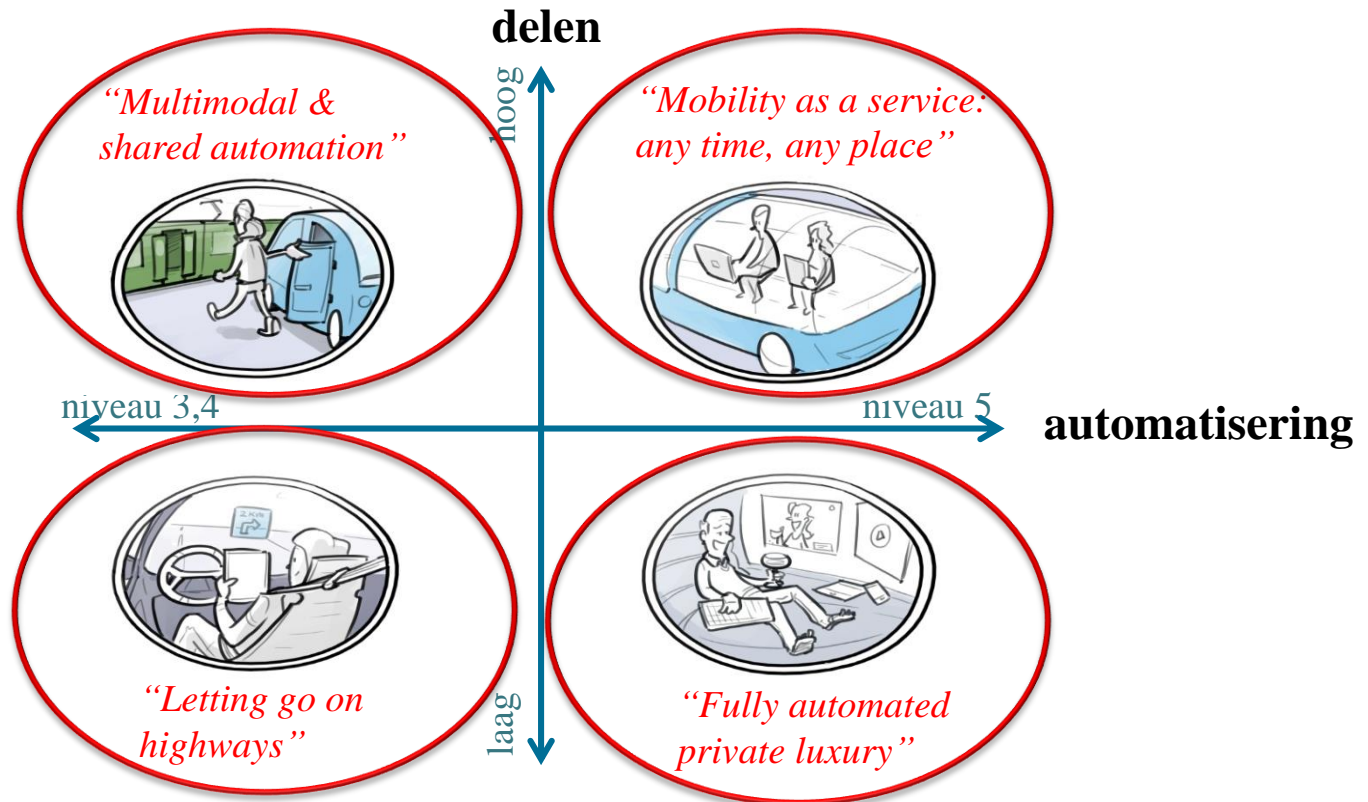 delen
hoog
“Multimodal &
shared automation”
“Mobility as a service:
any time, any place”
niveau 3,4
niveau 5
automatisering
“Letting go on
highways”
laag
“Fully automated
private luxury”